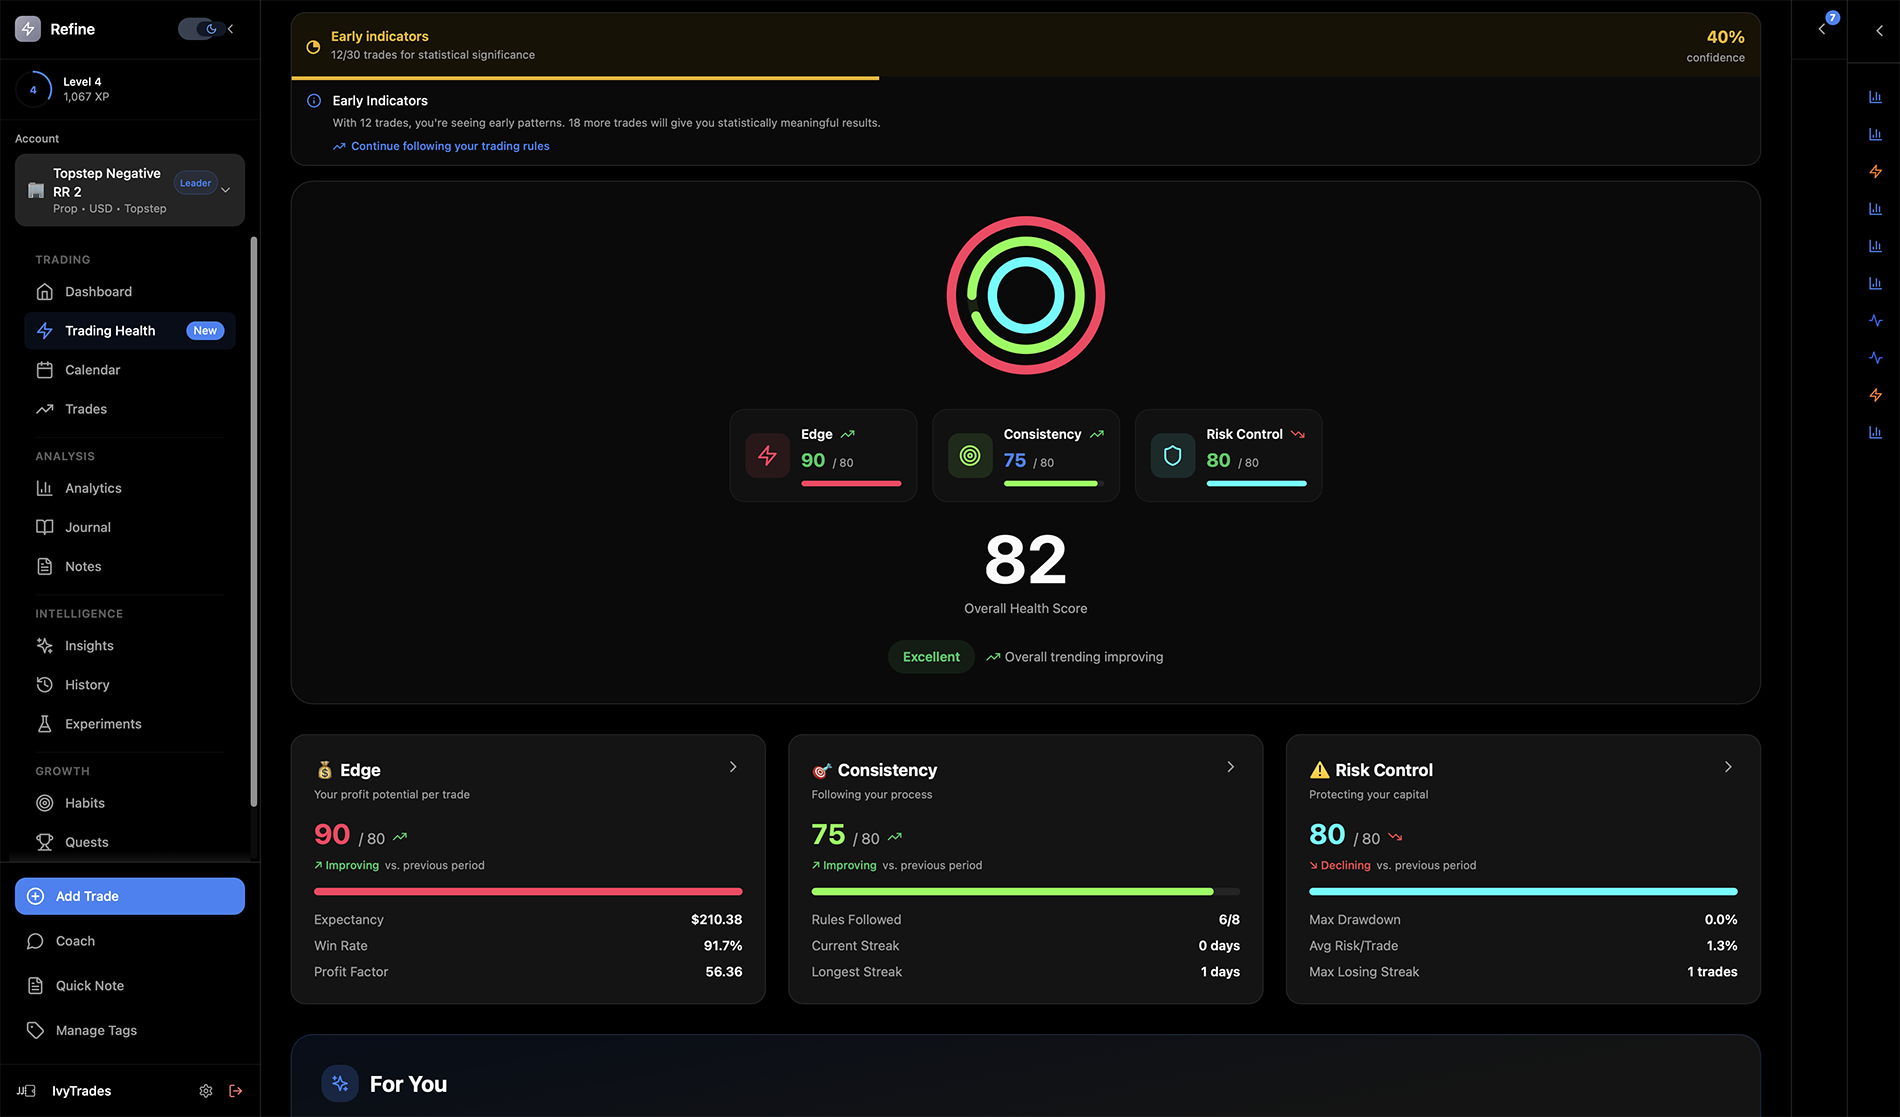 Refine
4
Level 4
1,067 XP
Account
Topstep Negative
RR 2
Leader
Prop • USD • Topstep
TRADING
Dashboard
Trading Health
New
Calendar
Trades
ANALYSIS
Analytics
Journal
Notes
INTELLIGENCE
Insights
History
Experiments
GROWTH
Habits
Quests
Add Trade
Coach
Quick Note
Manage Tags
IvyTrades
Early indicators
12/30 trades for statistical significance
40%
confidence
Early Indicators
With 12 trades, you're seeing early patterns. 18 more trades will give you statistically meaningful results.
Continue following your trading rules
Edge
90 / 80
Consistency
75 / 80
Risk Control
80 / 80
82
Overall Health Score
Excellent
Overall trending improving
Edge
Your profit potential per trade
90 / 80
Improving vs. previous period
Expectancy $210.38
Win Rate 91.7%
Profit Factor 56.36
Consistency
Following your process
75 / 80
Improving vs. previous period
Rules Followed 6/8
Current Streak 0 days
Longest Streak 1 days
Risk Control
Protecting your capital
80 / 80
Declining vs. previous period
Max Drawdown 0.0%
Avg Risk/Trade 1.3%
Max Losing Streak 1 trades
For You
7